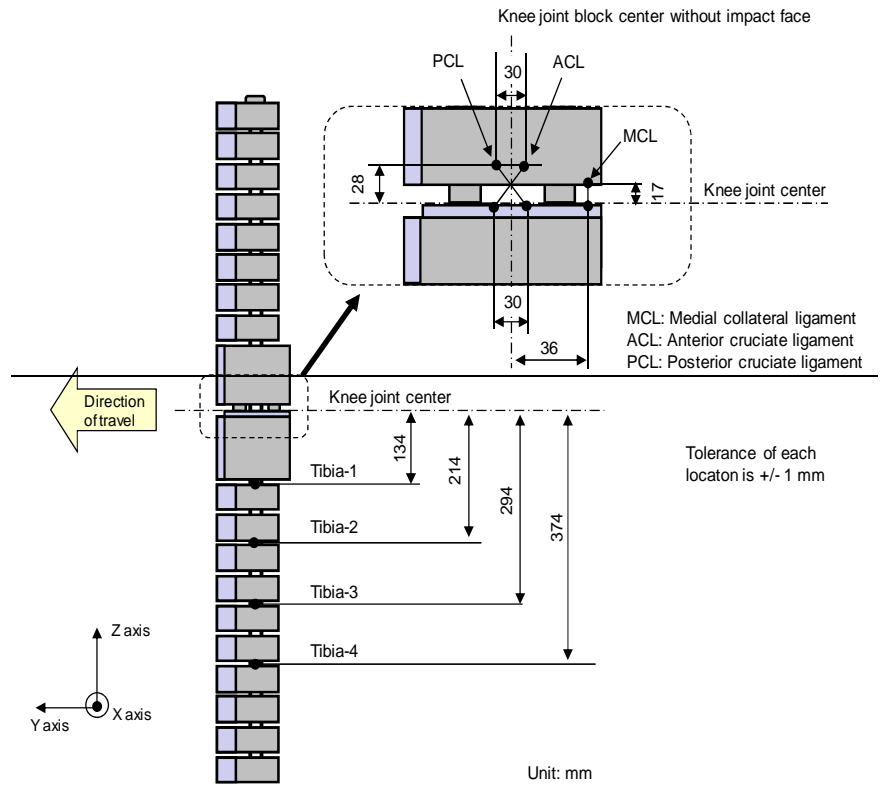 Knee joint block center without impact face
PCL
ACL
30
MCL
28
17
Knee joint center
30
36
MCL: Medial collateral ligament
ACL: Anterior cruciate ligament
PCL: Posterior cruciate ligament
Direction
of travel
Knee joint center
134
214
294
374
Tolerance of each
locaton is +/- 1 mm
Tibia-1
Tibia-2
Tibia-3
Tibia-4
Z axis
X axis
Y axis
Unit: mm